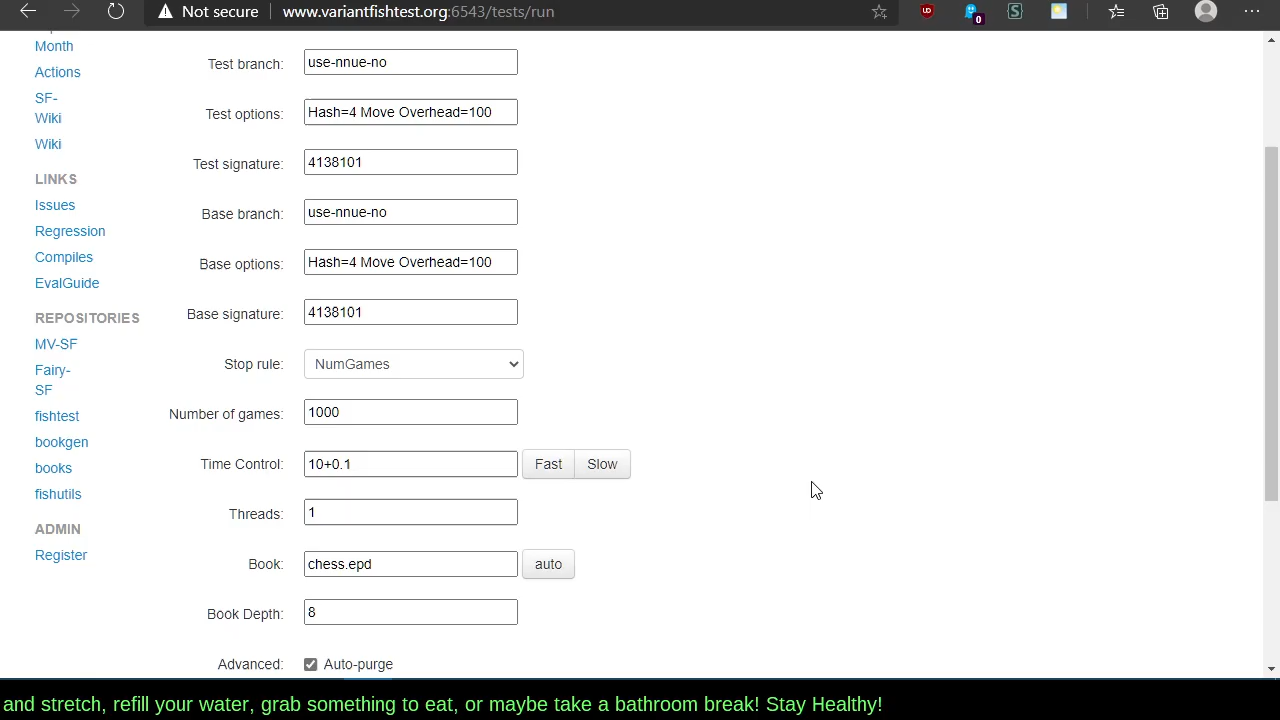 Not secure
www.variantfishtest.org:6543/tests/run
0
Month
Actions
SF-
Wiki
Wiki
LINKS
Issues
Regression
Compiles
EvalGuide
REPOSITORIES
MV-SF
Fairy-
SF
fishtest
bookgen
books
fishutils
ADMIN
Register
Test branch: use-nnue-no
Test options: Hash=4 Move Overhead=100
Test signature: 4138101
Base branch: use-nnue-no
Base options: Hash=4 Move Overhead=100
Base signature: 4138101
Stop rule: NumGames
Number of games: 1000
Time Control: 10+0.1 Fast Slow
Threads: 1
Book: chess.epd auto
Book Depth: 8
Advanced: Auto-purge
and stretch, refill your water, grab something to eat, or maybe take a bathroom break! Stay Healthy!